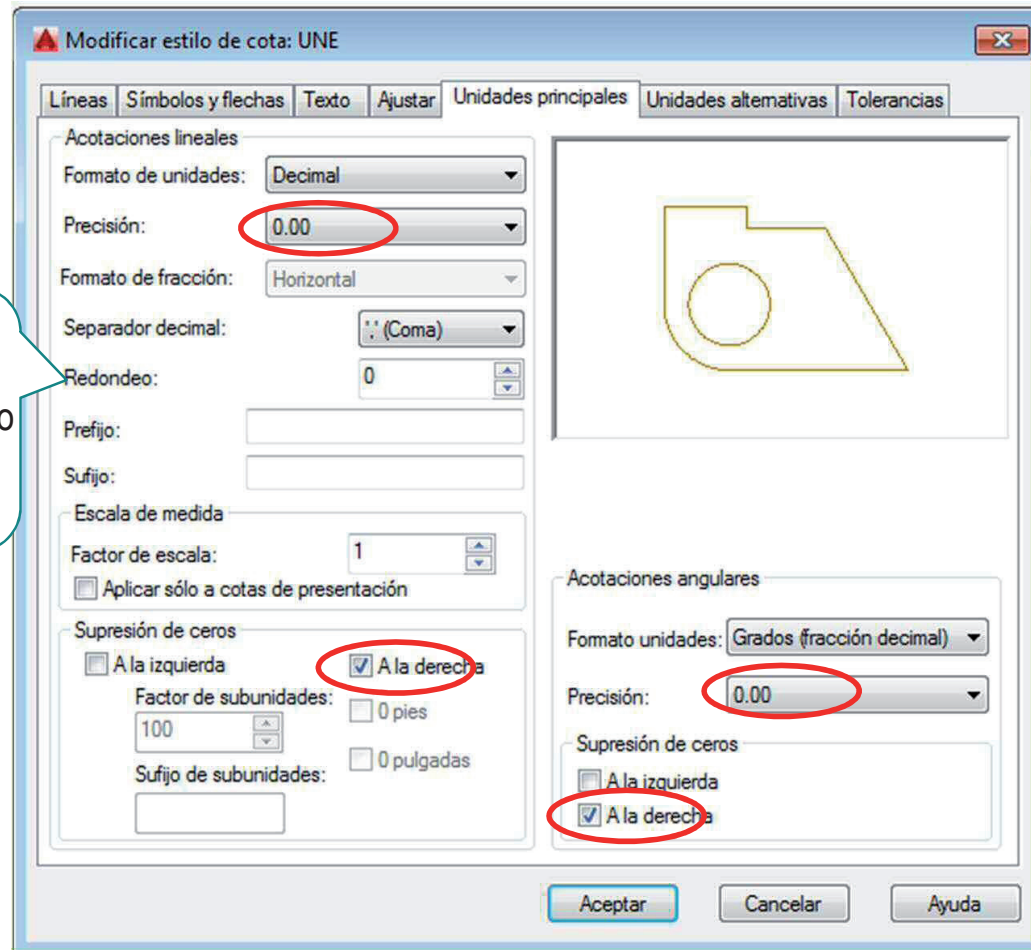 Modificar estilo de cota: UNE
Líneas Símbolos y flechas Texto Ajustar Unidades principales Unidades alternativas Tolerancias
Acotaciones lineales
Formato de unidades: Decimal
Precisión: 0.00
Formato de fracción: Horizontal
Separador decimal: ',' (Coma)
Redondeo: 0
o
Prefijo:
Sufijo:
Escala de medida
Factor de escala: 1
Aplicar sólo a cotas de presentación
Supresión de ceros
A la izquierda A la derecha
Factor de subunidades: 0 pies
100
0 pulgadas
Sufijo de subunidades:
Acotaciones angulares
Formato unidades: Grados (fracción decimal)
Precisión: 0.00
Supresión de ceros
A la izquierda
A la derecha
Aceptar Cancelar Ayuda